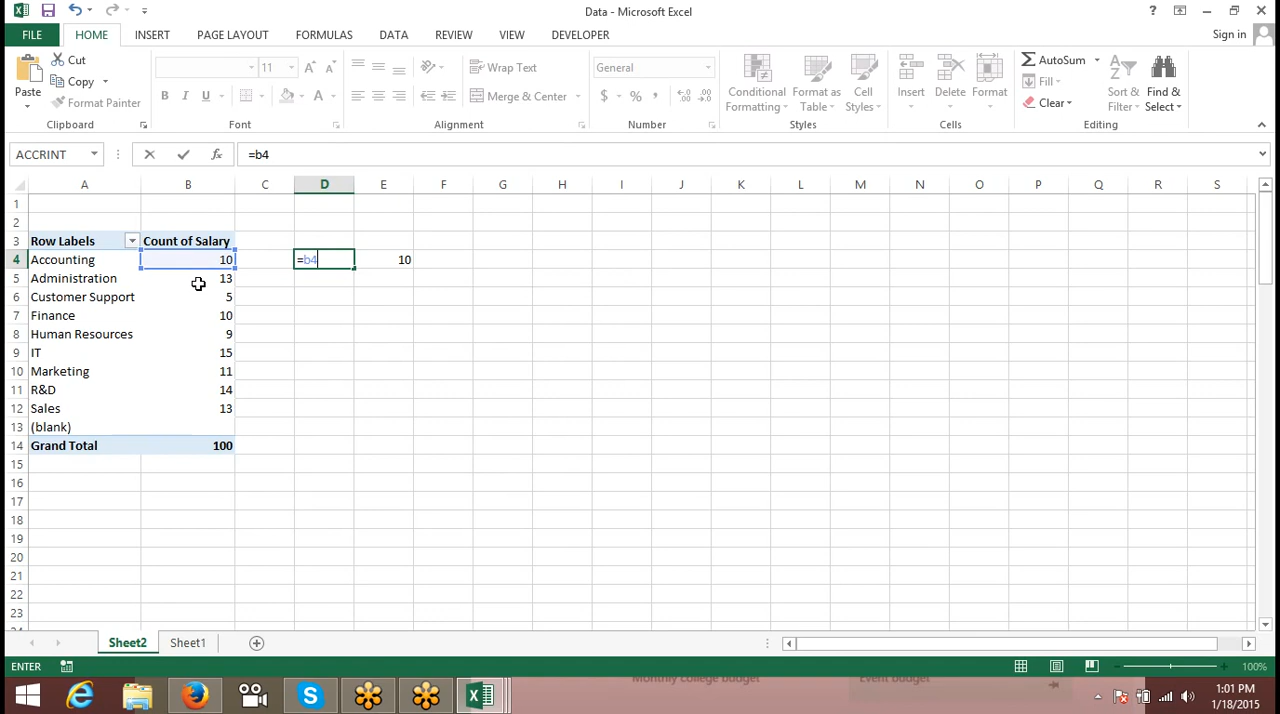 Data - Microsoft Excel
?
FILE HOME INSERT PAGE LAYOUT FORMULAS DATA REVIEW VIEW DEVELOPER Sign in
Paste
Cut
Copy
Format Painter
Clipboard
11
A A
B I U
A
Font
Wrap Text
Merge & Center
Alignment
General
$ % ,
Number
Conditional Formatting
Format as Table
Cell Styles
Styles
Insert Delete Format
Cells
AutoSum
Fill
Clear
Sort & Filter
Find & Select
Editing
ACCRINT fx =b4
A B C D E F G H I J K L M N O P Q R S
1
2
3 Row Labels Count of Salary
4 Accounting 10 =b4 10
5 Administration 13
6 Customer Support 5
7 Finance 10
8 Human Resources 9
9 IT 15
10 Marketing 11
11 R&D 14
12 Sales 13
13 (blank)
14 Grand Total 100
15
16
17
18
19
20
21
22
23
Sheet2 Sheet1
ENTER 100%
Monthly college budget Event budget
1:01 PM
1/18/2015